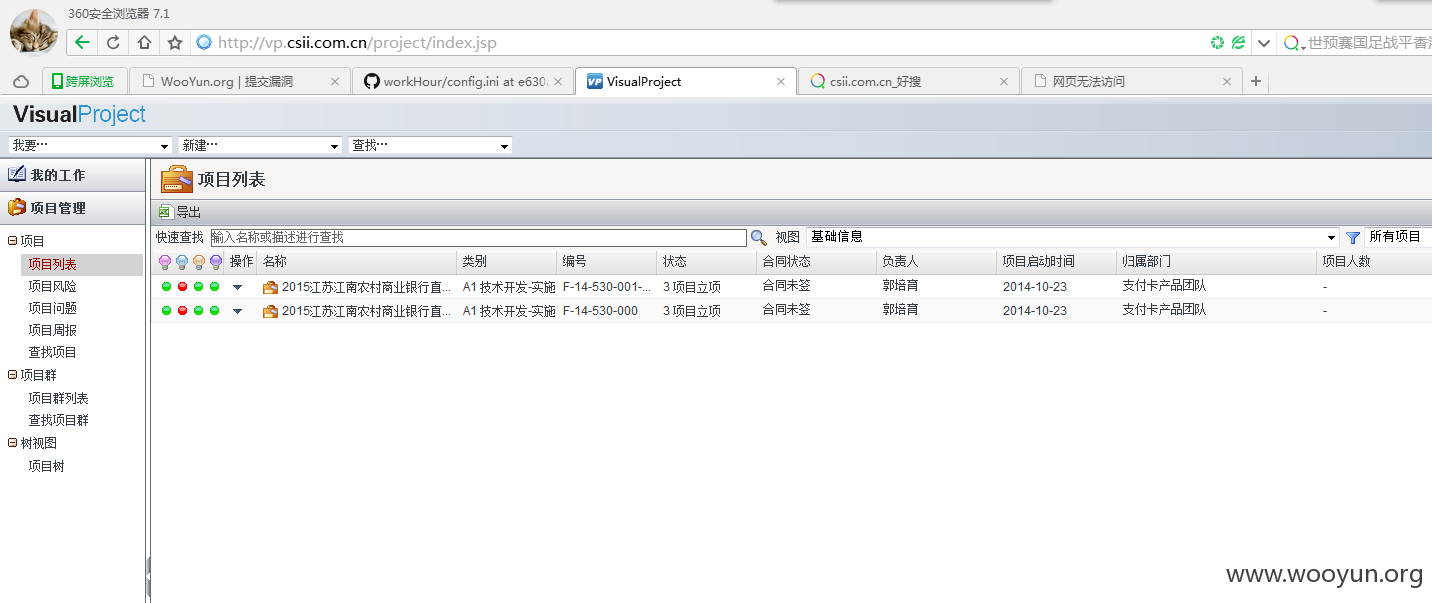 360安全浏览器 7.1
http://vp.csii.com.cn/project/index.jsp
跨屏浏览 WooYun.org | 提交漏洞 workHour/config.ini at e630 VisualProject csii.com.cn_好搜 网页无法访问
VisualProject
我要… 新建… 查找…
我的工作
项目管理
项目
项目列表
项目风险
项目问题
项目周报
查找项目
项目群
项目群列表
查找项目群
树视图
项目树
项目列表
导出
快速查找 输入名称或描述进行查找 视图 基础信息 所有项目
操作 名称 类别 编号 状态 合同状态 负责人 项目启动时间 归属部门 项目人数
2015江苏江南农村商业银行直... A1 技术开发-实施 F-14-530-001-... 3 项目立项 合同未签 郭培育 2014-10-23 支付卡产品团队 -
2015江苏江南农村商业银行直... A1 技术开发-实施 F-14-530-000 3 项目立项 合同未签 郭培育 2014-10-23 支付卡产品团队 -
www.wooyun.org